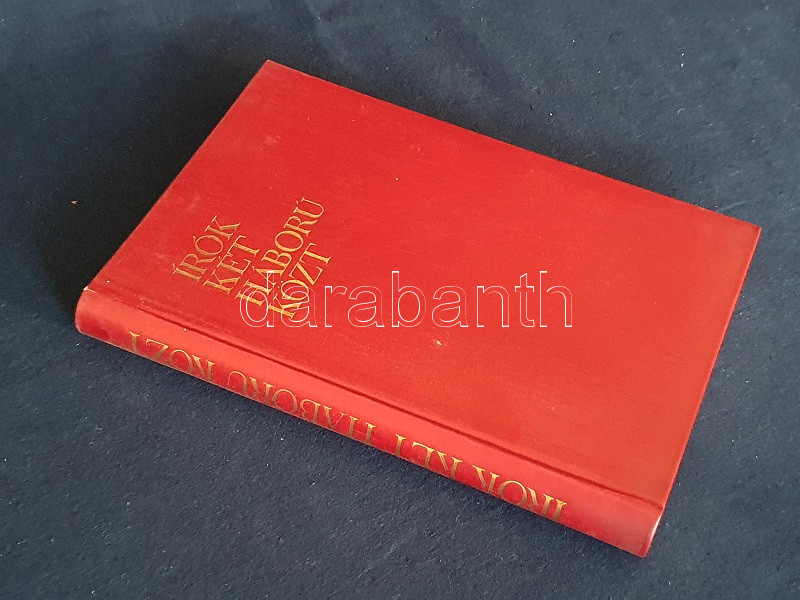 ÍRÓK
KÉT
HÁBORÚ
KÖZT
darabanth
ÍRÓK KÉT HÁBORÚ KÖZT